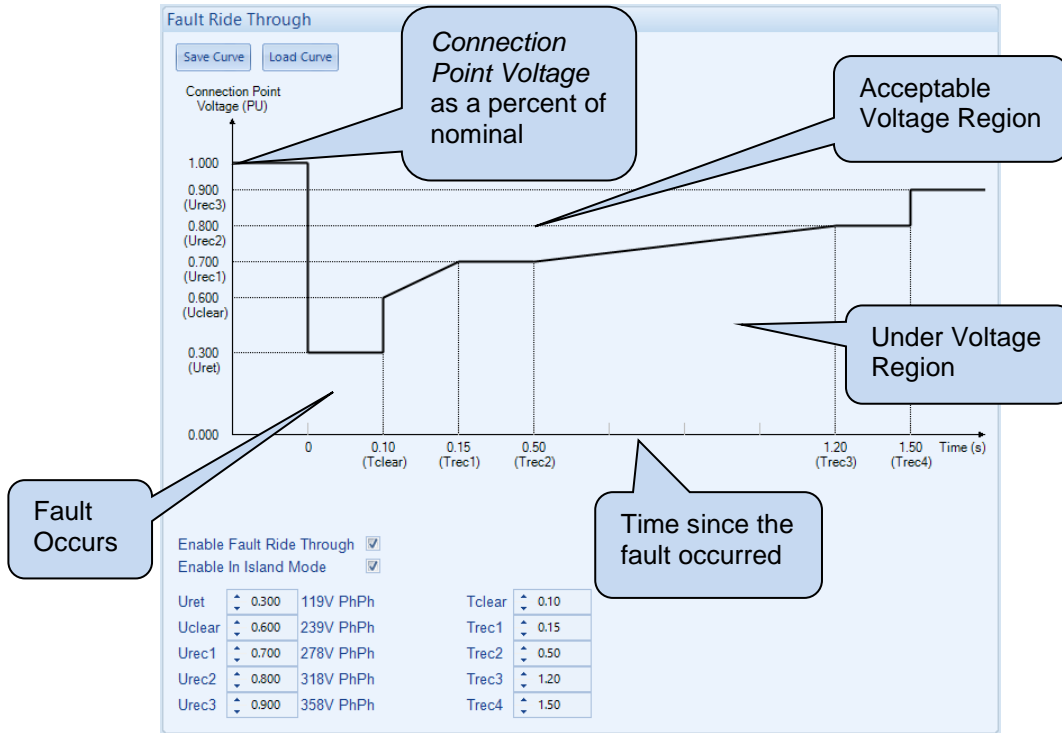 Fault Ride Through
Save Curve
Load Curve
Connection Point Voltage as a percent of nominal
Acceptable Voltage Region
Connection Point
Voltage (PU)
1.000
0.900
(Urec3)
0.800
(Urec2)
0.700
(Urec1)
0.600
(Uclear)
0.300
(Uret)
0.000
Under Voltage Region
0
0.10
(Tclear)
0.15
(Trec1)
0.50
(Trec2)
1.20
(Trec3)
1.50
(Trec4)
Time (s)
Fault Occurs
Time since the fault occurred
Enable Fault Ride Through
Enable In Island Mode
Uret 0.300 119V PhPh Tclear 0.10
Uclear 0.600 239V PhPh Trec1 0.15
Urec1 0.700 278V PhPh Trec2 0.50
Urec2 0.800 318V PhPh Trec3 1.20
Urec3 0.900 358V PhPh Trec4 1.50